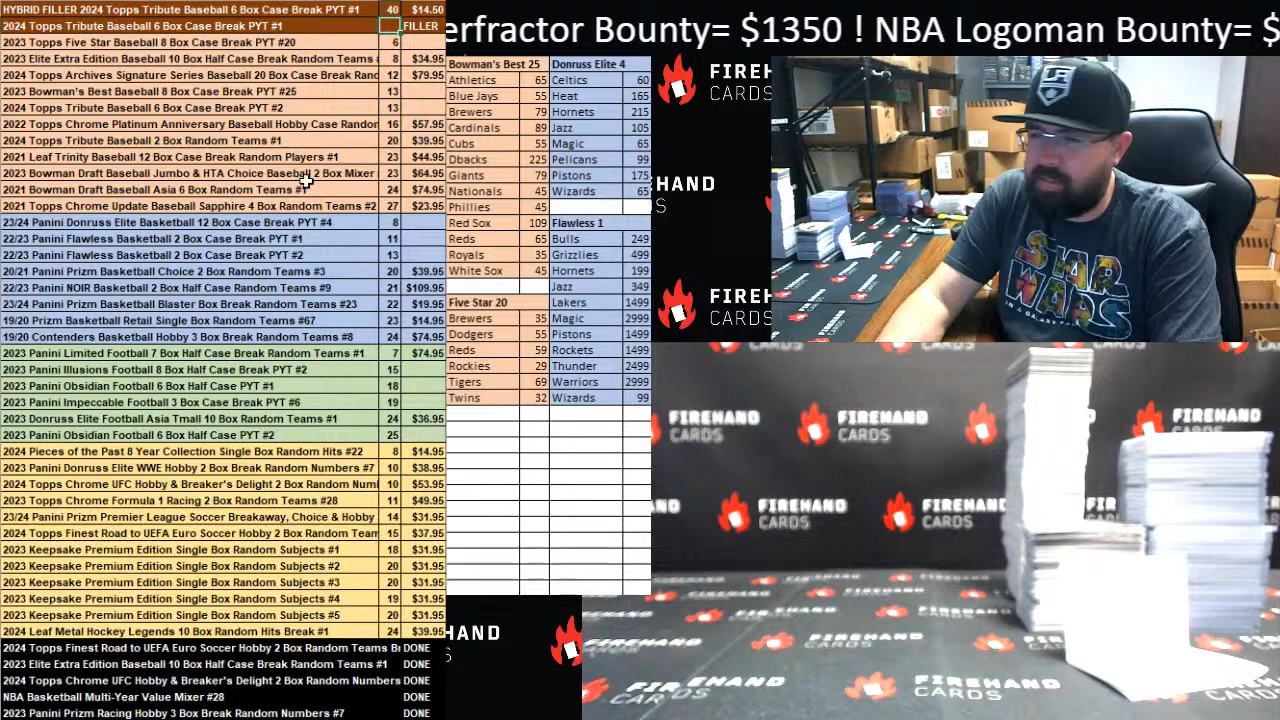 HYBRID FILLER 2024 Topps Tribute Baseball 6 Box Case Break PYT #1 40 $14.50
2024 Topps Tribute Baseball 6 Box Case Break PYT #1 FILLER
2023 Topps Five Star Baseball 8 Box Case Break PYT #20 6
2023 Elite Extra Edition Baseball 10 Box Half Case Break Random Teams 8 $34.95
2024 Topps Archives Signature Series Baseball 20 Box Case Break Rand 12 $79.95
2023 Bowman's Best Baseball 8 Box PYT #25 13
2024 Topps Tribute Baseball 6 Box Case Break PYT #2 13
2022 Topps Chrome Platinum Anniversary Baseball Hobby Case Random 16 $57.95
2024 Topps Tribute Baseball 2 Box Random Teams #1 20 $39.95
2021 Leaf Trinity Baseball 12 Box Case Break Random Players #1 23 $44.95
2023 Bowman Draft Baseball Jumbo & HTA Choice Baseball 2 Box Mixer 23 $64.95
2021 Bowman Draft Baseball Asia 6 Box Random Teams #1 24 $74.95
2021 Topps Chrome Update Baseball Sapphire 4 Box Random Teams #2 27 $23.95
23/24 Panini Donruss Elite Basketball 12 Box Case Break PYT #4 8
22/23 Panini Flawless Basketball 2 Box Case Break PYT #1 11
22/23 Panini Flawless Basketball 2 Box Case Break PYT #2 13
20/21 Panini Prizm Basketball Choice 2 Box Random Teams #3 20 $39.95
22/23 Panini NOIR Basketball 2 Box Half Case Random Teams #9 21 $109.95
23/24 Panini Prizm Basketball Blaster Box Break Random Teams #23 22 $19.95
19/20 Prizm Basketball Retail Single Box Random Teams #67 23 $14.95
19/20 Contenders Basketball Hobby 3 Box Break Random Teams #8 24 $74.95
2023 Panini Limited Football 7 Box Half Case Break Random Teams #1 7 $74.95
2023 Panini Illusions Football 8 Box Half Case Break PYT #2 15
2023 Panini Obsidian Football 6 Box Half Case PYT #1 18
2023 Panini Impeccable Football 3 Box Case Break PYT #6 19
2023 Donruss Elite Football Asia Tmall 10 Box Random Teams #1 24 $36.95
2023 Panini Obsidian Football 6 Box Half Case PYT #2 25
2024 Pieces of the Past 8 Year Collection Single Box Random Hits #22 8 $14.95
2023 Panini Donruss Elite WWE Hobby 2 Box Break Random Numbers #7 10 $38.95
2024 Topps Chrome UFC Hobby & Breaker's Delight 2 Box Random Numl 10 $53.95
2023 Topps Chrome Formula 1 Racing 2 Box Random Teams #28 11 $49.95
23/24 Panini Prizm Premier League Soccer Breakaway, Choice & Hobby 14 $31.95
2024 Topps Finest Road to UEFA Euro Soccer Hobby 2 Box Random Team 15 $37.95
2023 Keepsake Premium Edition Single Box Random Subjects #1 18 $31.95
2023 Keepsake Premium Edition Single Box Random Subjects #2 20 $31.95
2023 Keepsake Premium Edition Single Box Random Subjects #3 20 $31.95
2023 Keepsake Premium Edition Single Box Random Subjects #4 19 $31.95
2023 Keepsake Premium Edition Single Box Random Subjects #5 20 $31.95
2024 Leaf Metal Hockey Legends 10 Box Random Hits Break #1 24 $39.95
2024 Topps Finest Road to UEFA Euro Soccer Hobby 2 Box Random Teams Br DONE
2023 Elite Extra Edition Baseball 10 Box Half Case Break Random Teams #1 DONE
2024 Topps Chrome UFC Hobby & Breaker's Delight 2 Box Random Numbers DONE
NBA Basketball Multi-Year Value Mixer #28 DONE
2023 Panini Prizm Racing Hobby 3 Box Break Random Numbers #7 DONE
erfractor Bounty= $1350 ! NBA Logoman Bounty= $
Bowman's Best 25
Athletics 65
Blue Jays 55
Brewers 79
Cardinals 89
Cubs 55
Dbacks 225
Giants 79
Nationals 45
Phillies 45
Red Sox 109
Reds 65
Royals 35
White Sox 45
Five Star 20
Brewers 35
Dodgers 55
Reds 59
Rockies 29
Tigers 69
Twins 32
Donruss Elite 4
Celtics 60
Heat 165
Hornets 215
Jazz 105
Magic 65
Pelicans 99
Pistons 175
Wizards 65
Flawless 1
Bulls 249
Grizzlies 499
Hornets 199
Jazz 349
Lakers 1499
Magic 2999
Pistons 1499
Rockets 1499
Thunder 2499
Warriors 2999
Wizards 99
FIREH
CARDS
HAND
FIREH
CARDS
HAND
S
STAR
WARS
IN A GALAXY FA
FIREHAND
CARDS
FIREHAND
CARDS
FIREHAND
CARDS
FIREHAND
CARDS
FIREHAND
CARDS
FIREHAND
CARDS